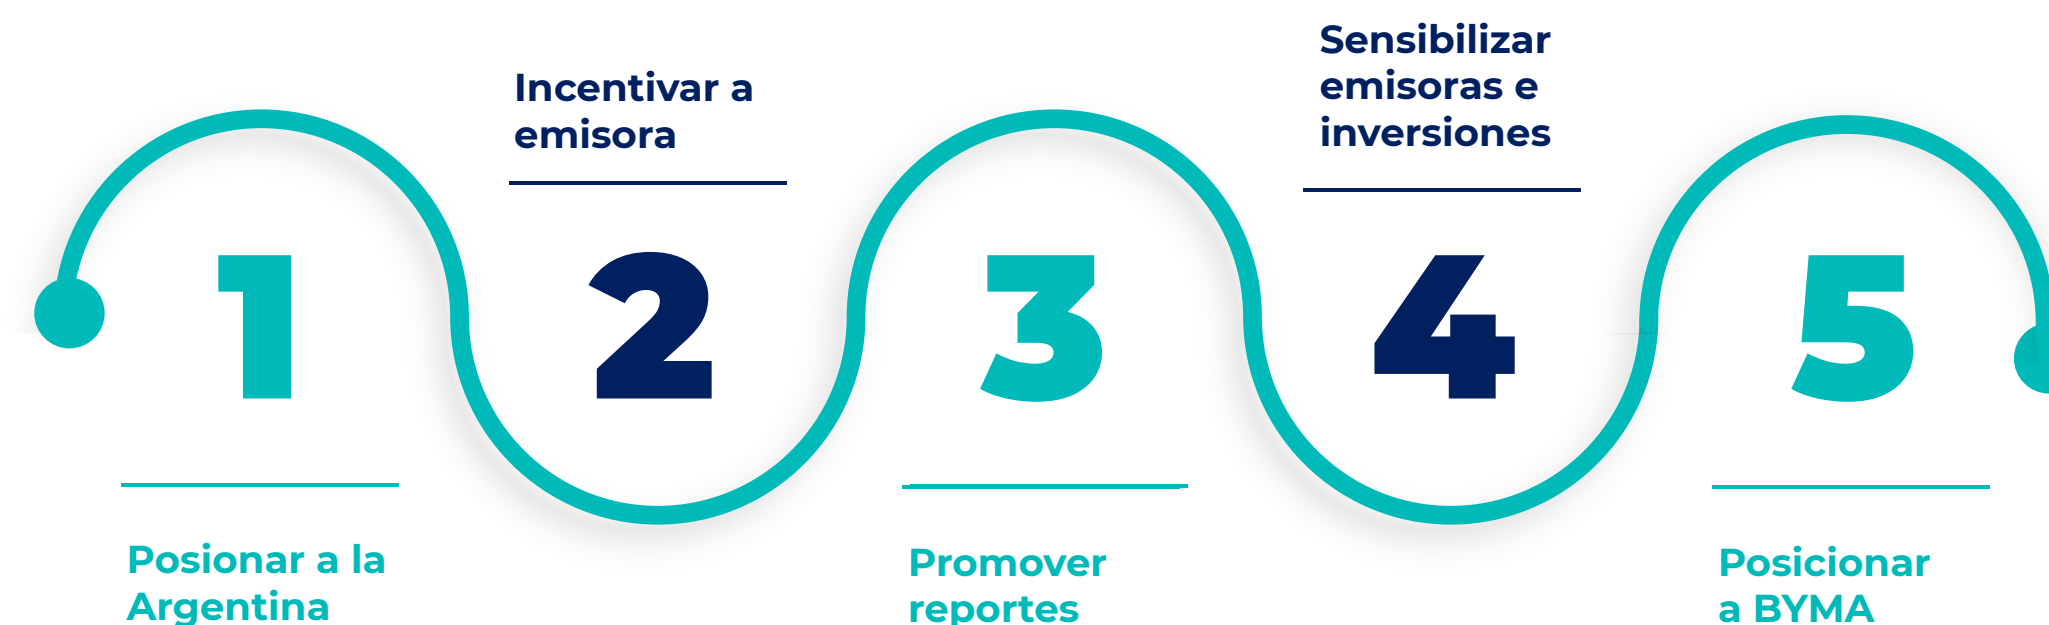 1
Posionar a la
Argentina
Incentivar a
emisora
2
3
Promover
reportes
Sensibilizar
emisoras e
inversiones
4
5
Posicionar
a BYMA